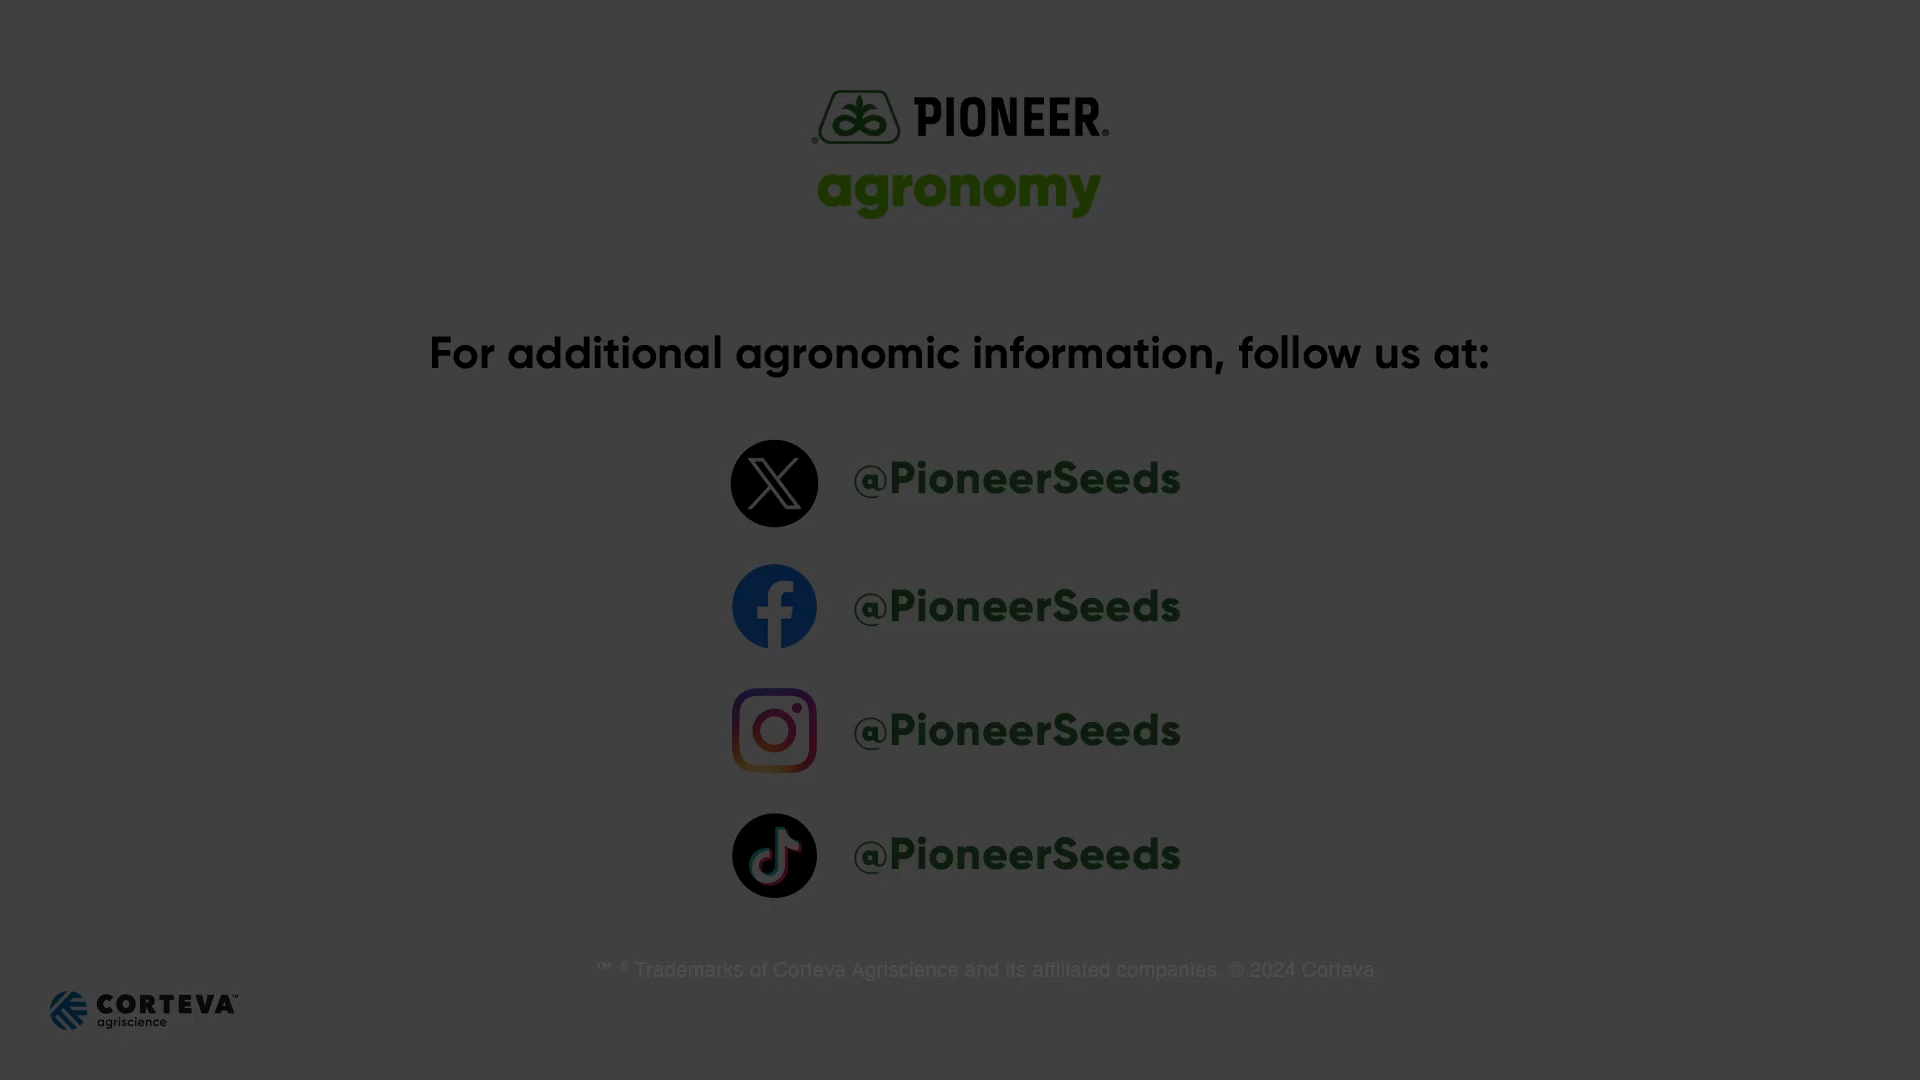 PIONEER®
agronomy
For additional agronomic information, follow us at:
@PioneerSeeds
@PioneerSeeds
@PioneerSeeds
@PioneerSeeds
™ ® Trademarks of Corteva Agriscience and its affiliated companies. © 2024 Corteva.
CORTEVA™
agriscience